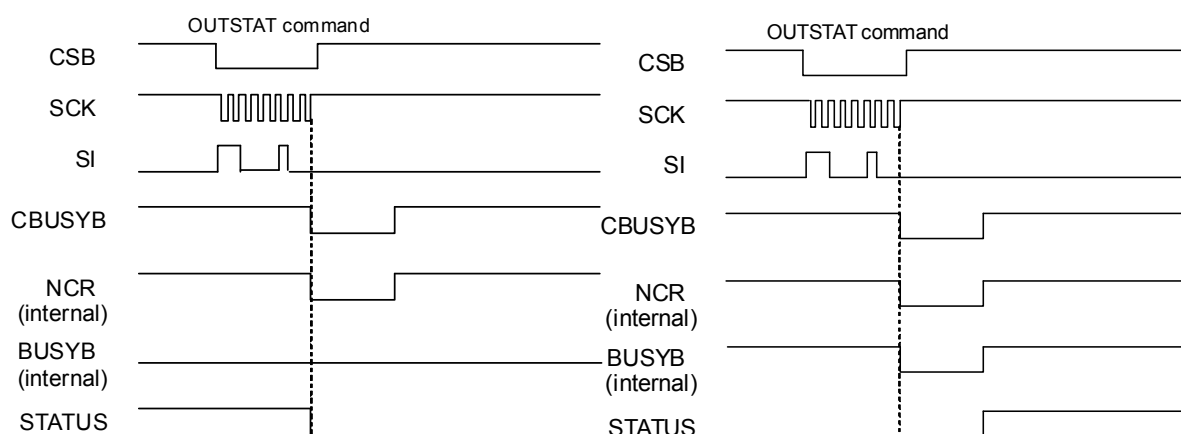 OUTSTAT command
CSB
SCK
SI
CBUSYB
NCR
(internal)
BUSYB
(internal)
STATUS
OUTSTAT command
CSB
SCK
SI
CBUSYB
NCR
(internal)
BUSYB
(internal)
STATUS